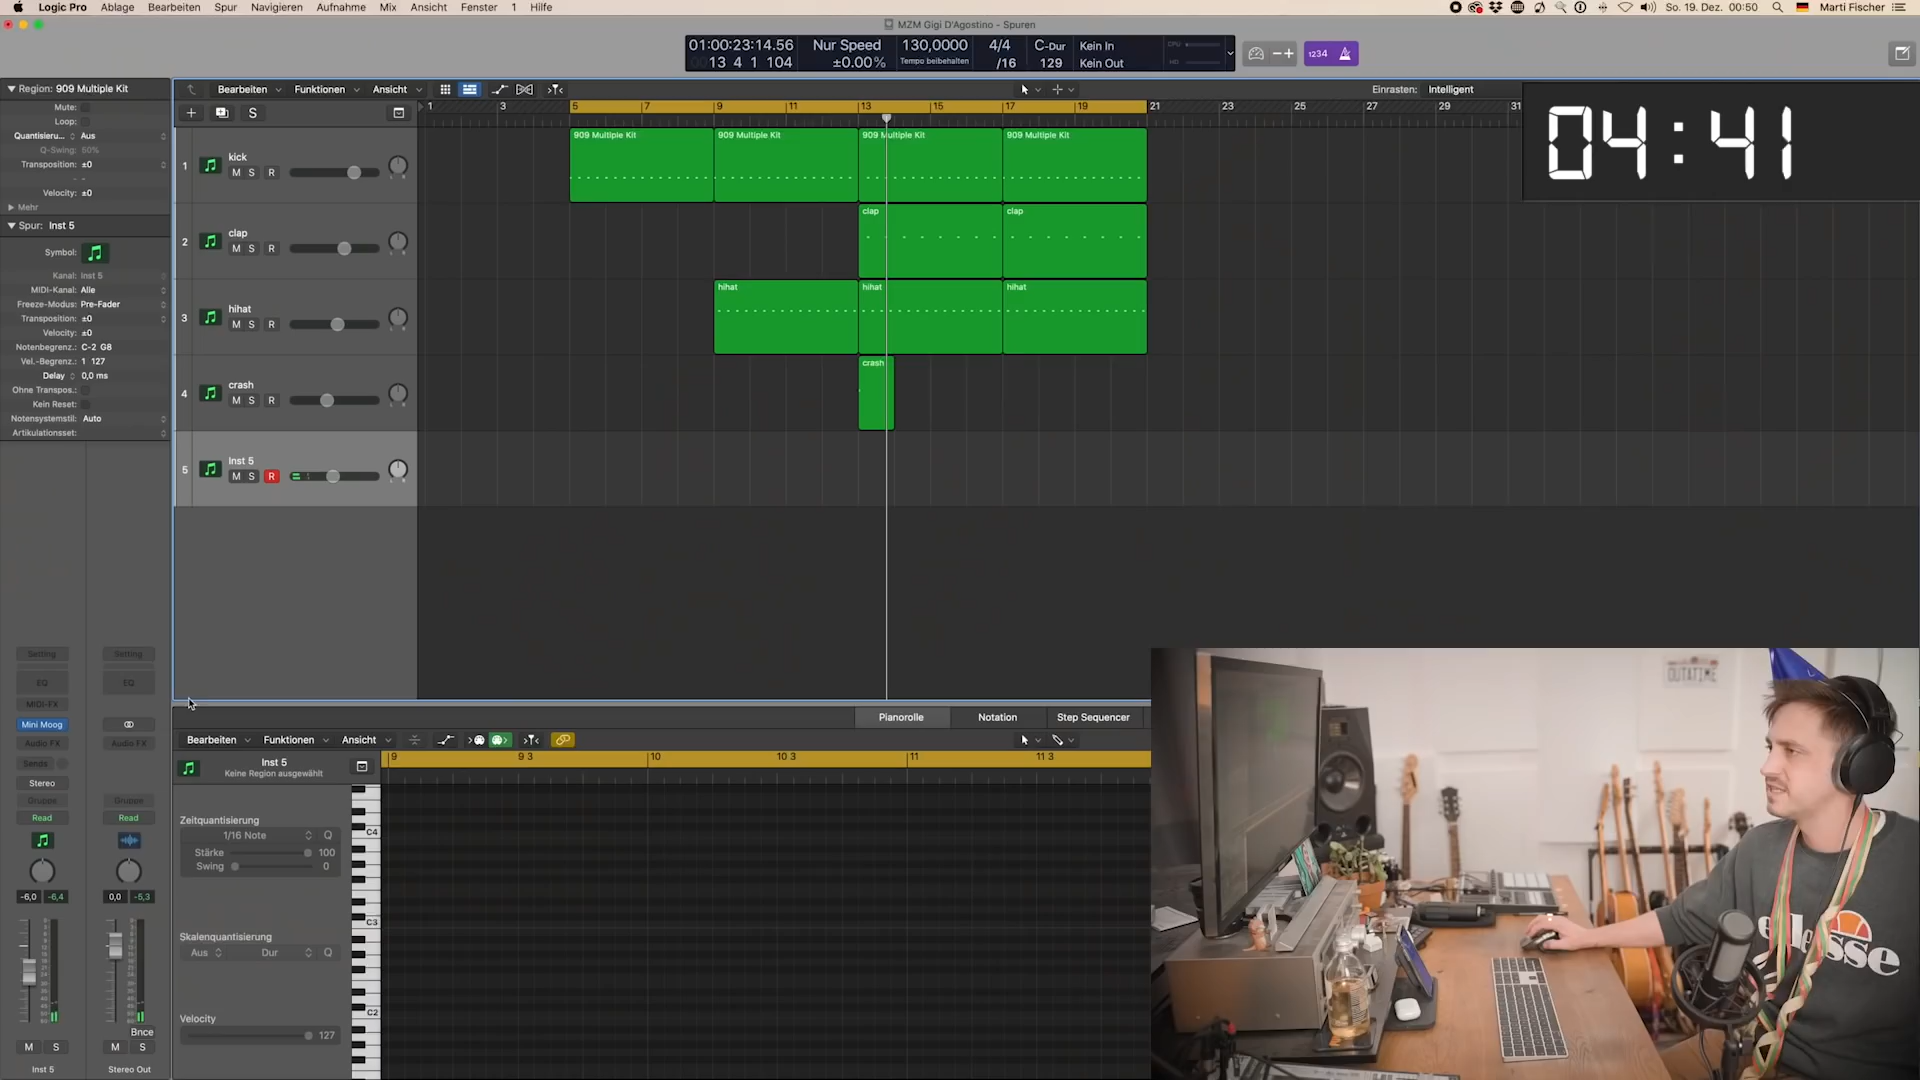 Logic Pro Ablage Bearbeiten Spur Navigieren Aufnahme Mix Ansicht Fenster 1 Hilfe
So. 19. Dez. 00:50 Marti Fischer
MZM Gigi D'Agostino - Spuren
01:00:23:14.56 Nur Speed 130,0000 4/4 C-Dur Kein In
13 4 1 104 ±0.00% Tempo beibehalten /16 129 Kein Out
CPU
HD
1234
Region: 909 Multiple Kit
Mute:
Loop:
Quantisieru... Aus
Q-Swing: 60%
Transposition: ±0
Velocity: ±0
Mehr
Spur: Inst 5
Symbol:
Kanal: Inst 5
MIDI-Kanal: Alle
Freeze-Modus: Pre-Fader
Transposition: ±0
Velocity: ±0
Notenbegrenz.: C-2 G8
Vel.-Begrenz.: 1 127
Delay 0,0 ms
Ohne Transpos.:
Kein Reset:
Notensystemstil: Auto
Artikulationsset:
Bearbeiten Funktionen Ansicht
Einrasten: Intelligent
S
1 3 5 7 9 11 13 15 17 19 21 23 25 27 29 31
04:41
1 kick
M S R
909 Multiple Kit 909 Multiple Kit 909 Multiple Kit 909 Multiple Kit
2 clap
M S R
clap clap
3 hihat
M S R
hihat hihat hihat
4 crash
M S R
crash
5 Inst 5
M S R
Setting Setting
EQ EQ
MIDI-FX
Mini Moog
Audio FX Audio FX
Sends
Stereo
Gruppe Gruppe
Read Read
-6,0 -6,4 0,0 -5,3
Bnce
M S M S
Inst 5 Stereo Out
Pianorolle Notation Step Sequencer
Bearbeiten Funktionen Ansicht
Inst 5
Keine Region ausgewählt
9 9 3 10 10 3 11 11 3
Zeitquantisierung
1/16 Note Q
Stärke 100
Swing 0
Skalenquantisierung
Aus Dur Q
Velocity
127
C4
C3
C2
OUTATIME
ellesse